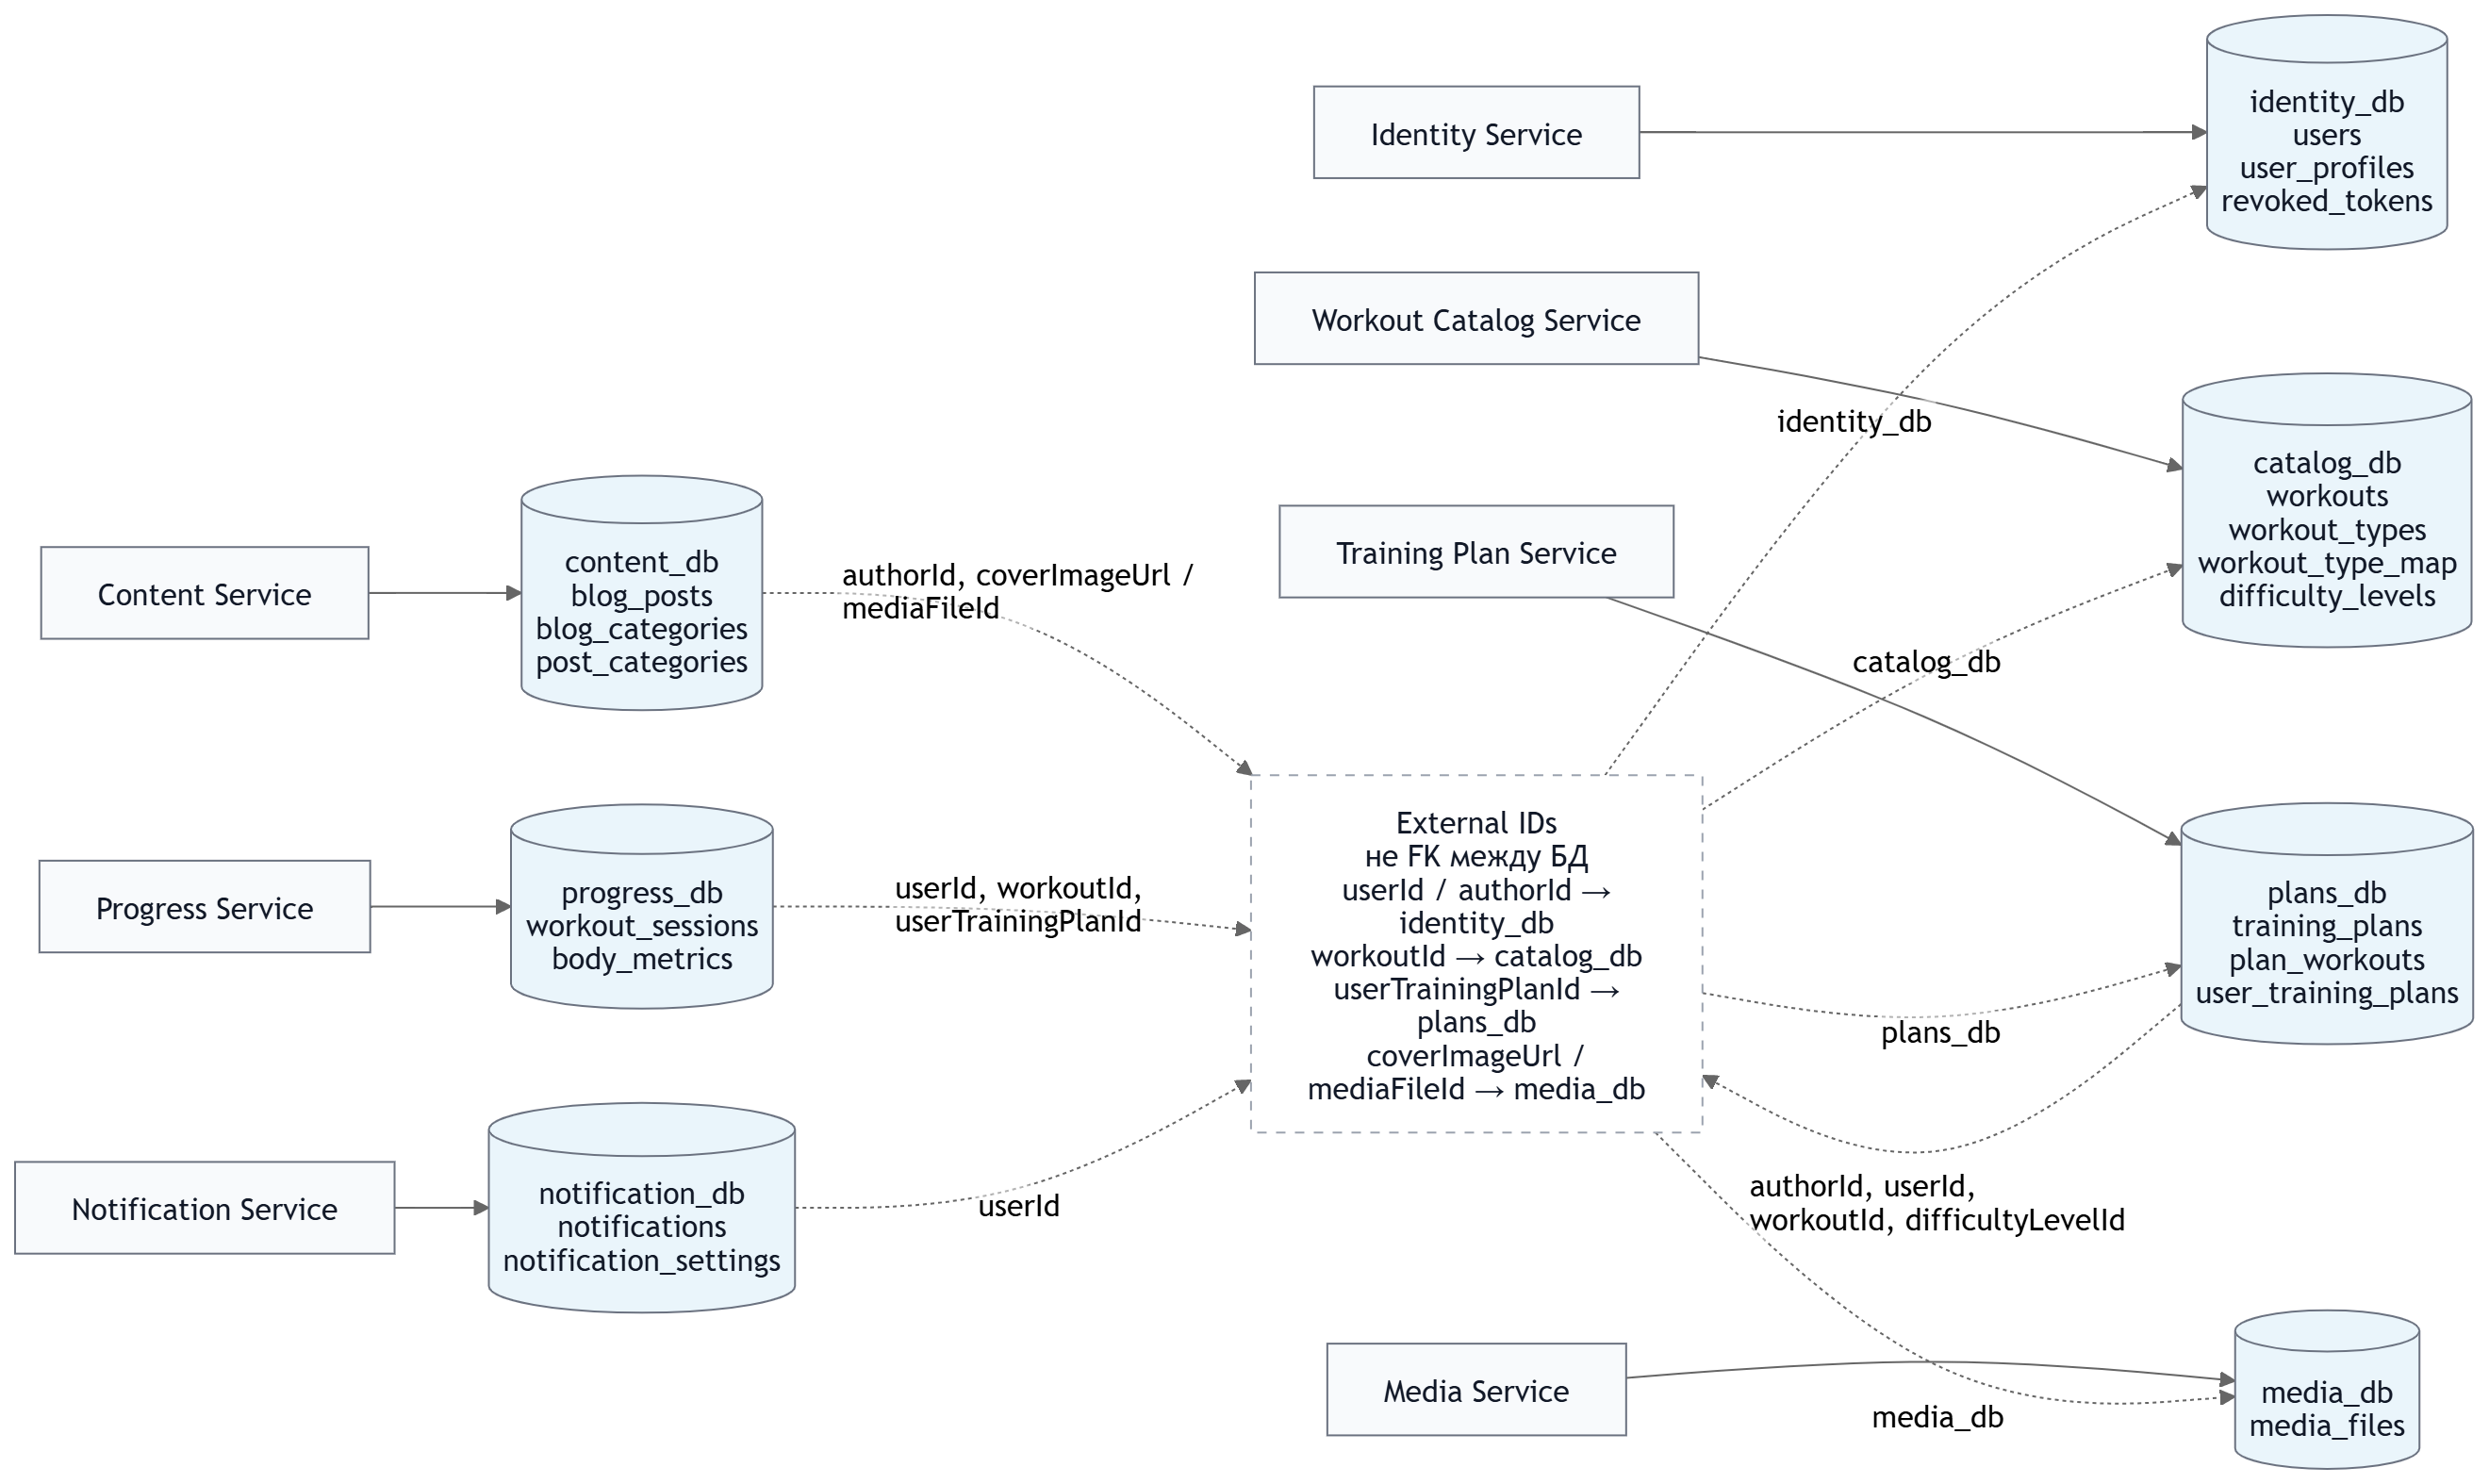 Identity Service
identity_db
users
user_profiles
revoked_tokens
Workout Catalog Service
identity_db
catalog_db
workouts
workout_types
workout_type_map
difficulty_levels
Training Plan Service
catalog_db
Content Service
content_db
blog_posts
blog_categories
post_categories
authorId, coverImageUrl /
mediaFileId
Progress Service
progress_db
workout_sessions
body_metrics
userId, workoutId,
userTrainingPlanId
External IDs
не FK между БД
userId / authorId →
identity_db
workoutId → catalog_db
userTrainingPlanId →
plans_db
coverImageUrl /
mediaFileId → media_db
plans_db
training_plans
plan_workouts
user_training_plans
plans_db
Notification Service
notification_db
notifications
notification_settings
userId
authorId, userId,
workoutId, difficultyLevelId
Media Service
media_db
media_db
media_files